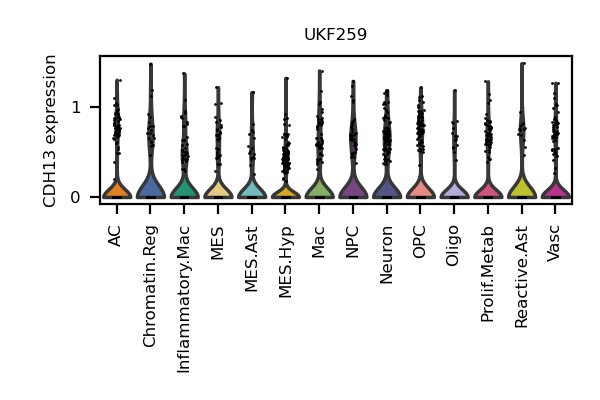 UKF259
CDH13 expression
1
0
AC
Chromatin.Reg
Inflammatory.Mac
MES
MES.Ast
MES.Hyp
Mac
NPC
Neuron
OPC
Oligo
Prolif.Metab
Reactive.Ast
Vasc